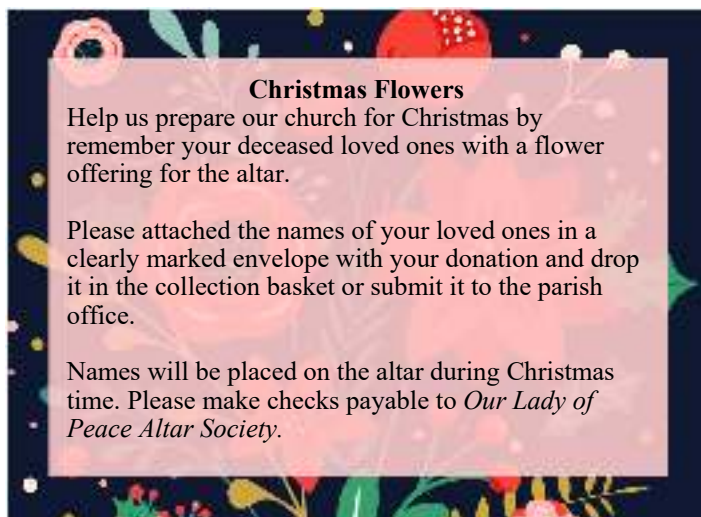 Christmas Flowers
Help us prepare our church for Christmas by
remember your deceased loved ones with a flower
offering for the altar.
Please attached the names of your loved ones in a
clearly marked envelope with your donation and drop
it in the collection basket or submit it to the parish
office.
Names will be placed on the altar during Christmas
time. Please make checks payable to Our Lady of
Peace Altar Society.